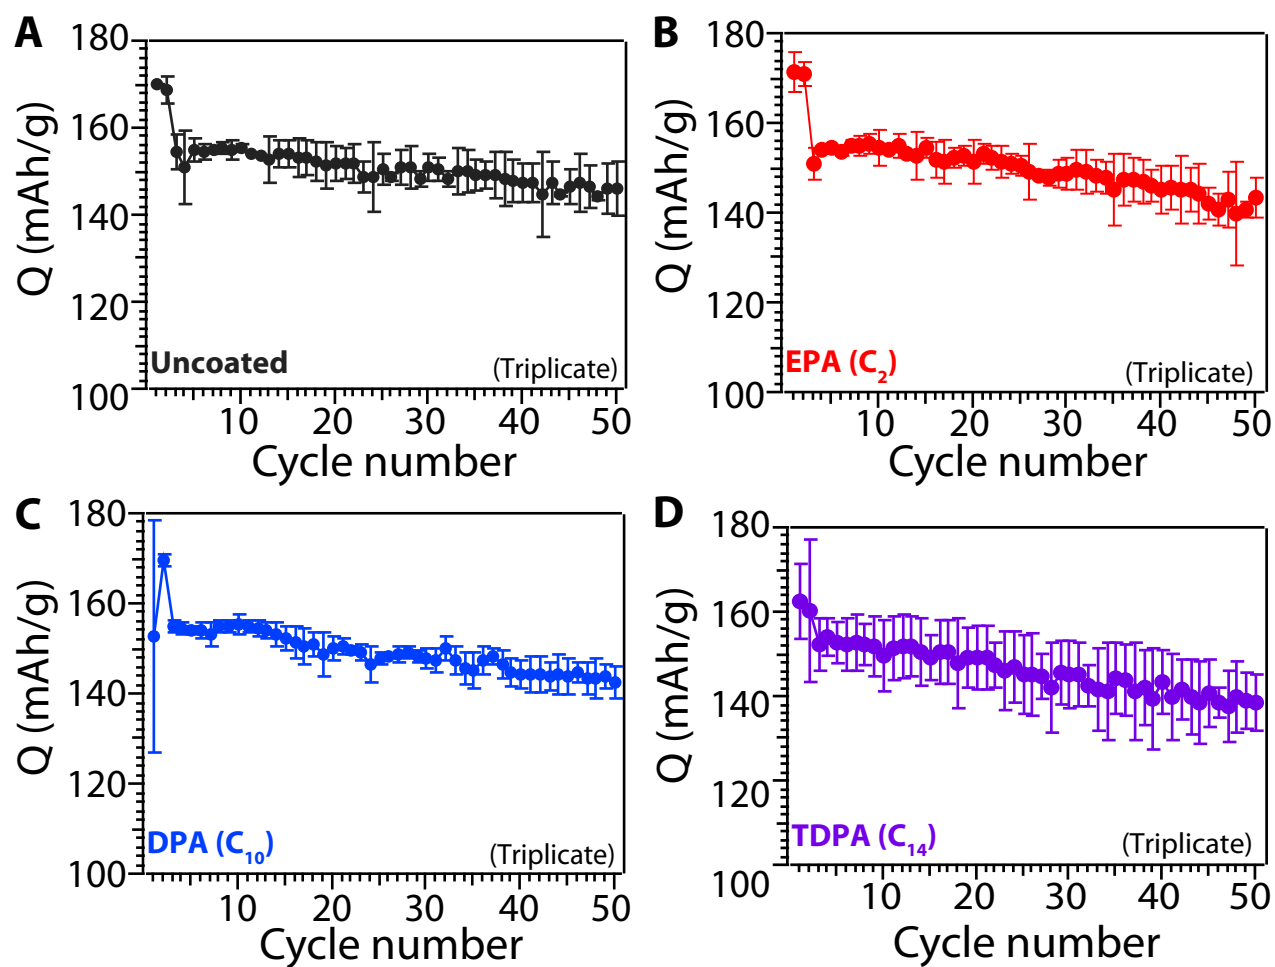 A
180
160
140
120
100
Q (mAh/g)
Uncoated
(Triplicate)
10 20 30 40 50
Cycle number
B
180
160
140
120
100
Q (mAh/g)
EPA (C₂)
(Triplicate)
10 20 30 40 50
Cycle number
C
180
160
140
120
100
Q (mAh/g)
DPA (C₁₀)
(Triplicate)
10 20 30 40 50
Cycle number
D
180
160
140
120
100
Q (mAh/g)
TDPA (C₁₄)
(Triplicate)
10 20 30 40 50
Cycle number